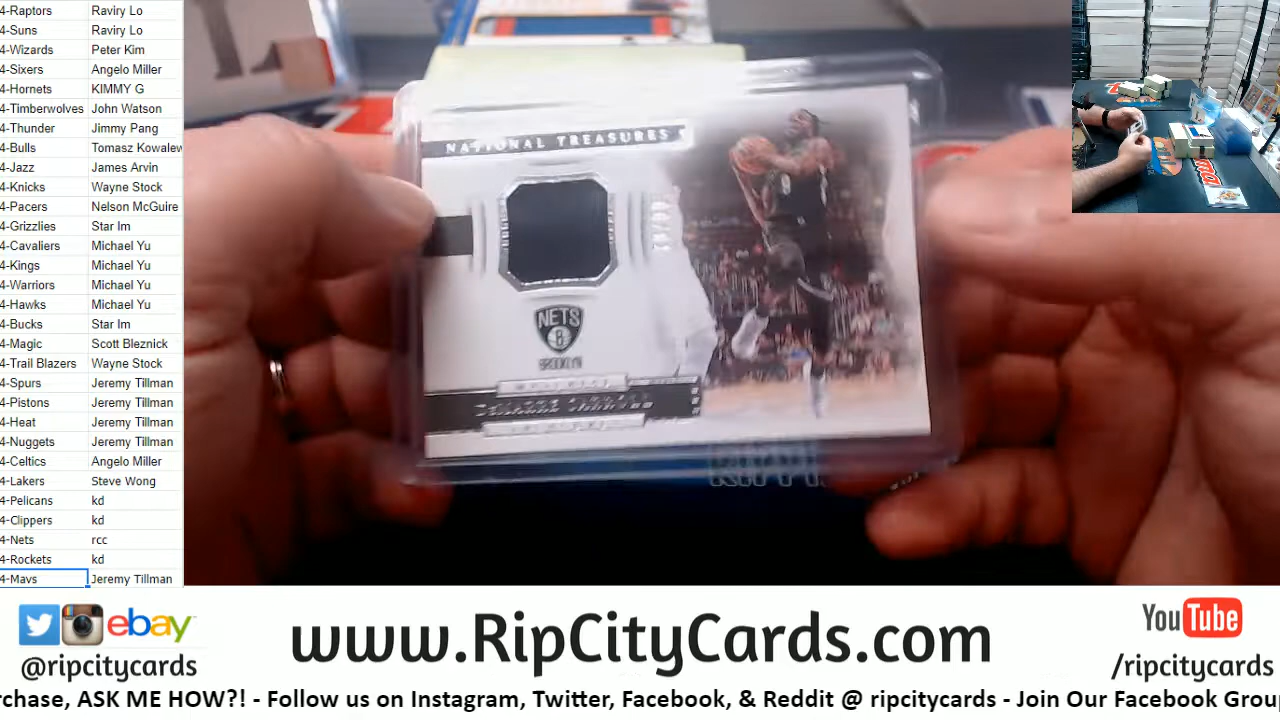 4-Raptors Raviry Lo
4-Suns Raviry Lo
4-Wizards Peter Kim
4-Sixers Angelo Miller
4-Hornets KIMMY G
4-Timberwolves John Watson
4-Thunder Jimmy Pang
4-Bulls Tomasz Kowalew
4-Jazz James Arvin
4-Knicks Wayne Stock
4-Pacers Nelson McGuire
4-Grizzlies Star Im
4-Cavaliers Michael Yu
4-Kings Michael Yu
4-Warriors Michael Yu
4-Hawks Michael Yu
4-Bucks Star Im
4-Magic Scott Bleznick
4-Trail Blazers Wayne Stock
4-Spurs Jeremy Tillman
4-Pistons Jeremy Tillman
4-Heat Jeremy Tillman
4-Nuggets Jeremy Tillman
4-Celtics Angelo Miller
4-Lakers Steve Wong
4-Pelicans kd
4-Clippers kd
4-Nets rcc
4-Rockets kd
4-Mavs Jeremy Tillman
NATIONAL TREASURES
NETS
B
DEMARRE CARROLL
ebay
@ripcitycards
www.RipCityCards.com
YouTube
/ripcitycards
rchase, ASK ME HOW?! - Follow us on Instagram, Twitter, Facebook, & Reddit @ ripcitycards - Join Our Facebook Group